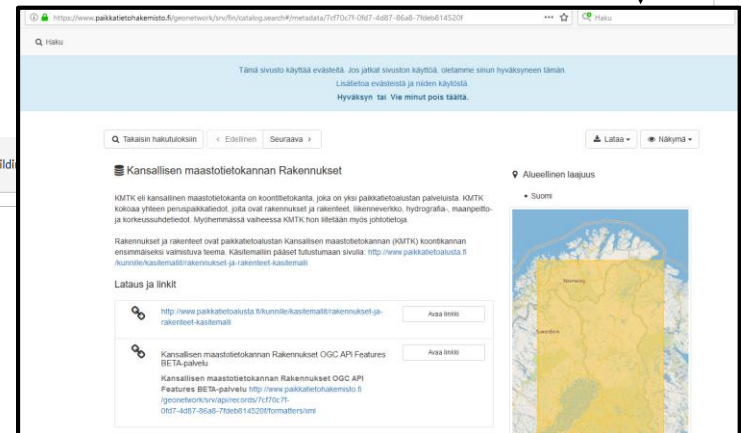 https://www.paikkatietohakemisto.fi/geonetwork/srv/fin/catalog.search#/metadata/7cf70c7f-0fd7-4d87-86a8-7fdeb814520f
Haku
Haku
Tämä sivusto käyttää evästeitä. Jos jatkat sivuston käyttöä, oletamme sinun hyväksyneen tämän.
Lisätietoa evästeistä ja niiden käytöstä.
Hyväksyn tai Vie minut pois täältä.
Takaisin hakutuloksiin
Edellinen
Seuraava
Lataa
Näkymä
Kansallisen maastotietokannan Rakennukset
KMTK eli kansallinen maastotietokanta on koontitietokanta, joka on yksi paikkatietoalustan palveluista. KMTK
kokoaa yhteen peruspaikkatiedot, joita ovat rakennukset ja rakenteet, liikenneverkko, hydrografia-, maanpeitto-
ja korkeussuhdetiedot. Myöhemmässä vaiheessa KMTK:hon liitetään myös johtotietoja.
Rakennukset ja rakenteet ovat paikkatietoalustan Kansallisen maastotietokannan (KMTK) koontikannan
ensimmäiseksi valmistuva teema. Käsitemalliin pääset tutustumaan sivulla: http://www.paikkatietoalusta.fi
/kunnille/kasitemallit/rakennukset-ja-rakenteet-kasitemalli
Lataus ja linkit
http://www.paikkatietoalusta.fi/kunnille/kasitemallit/rakennukset-ja-
rakenteet-kasitemalli
Avaa linkki
Kansallisen maastotietokannan Rakennukset OGC API Features
BETA-palvelu
Avaa linkki
Kansallisen maastotietokannan Rakennukset OGC API
Features BETA-palvelu http://www.paikkatietohakemisto.fi
/geonetwork/srv/api/records/7cf70c7f-
0fd7-4d87-86a8-7fdeb814520f/formatters/xml
Alueellinen laajuus
Suomi